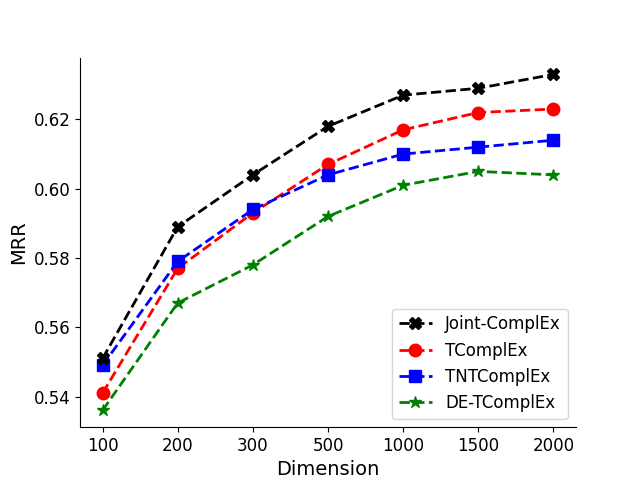 0.62
0.60
0.58
0.56
0.54
MRR
Joint-ComplEx
TComplEx
TNTComplEx
DE-TComplEx
100 200 300 500 1000 1500 2000
Dimension